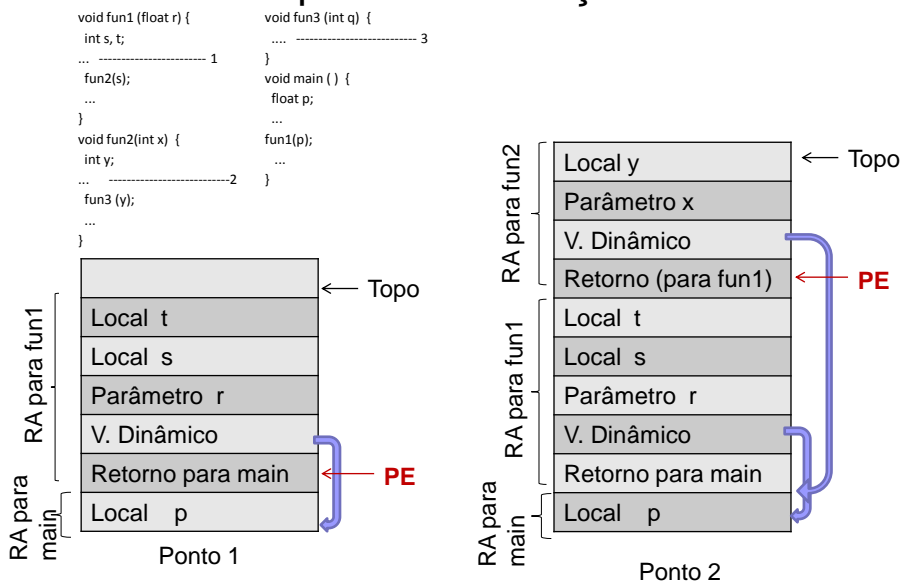 void fun1 (float r) {
int s, t;
... ------------------------ 1
fun2(s);
...
}
void fun2(int x) {
int y;
... ---------------------------2
fun3 (y);
...
}
void fun3 (int q) {
.... --------------------------- 3
}
void main ( ) {
float p;
...
fun1(p);
...
}
Topo
RA para fun1
Local t
Local s
Parâmetro r
V. Dinâmico
Retorno para main
PE
RA para main
Local p
Ponto 1
RA para fun2
Local y
Topo
Parâmetro x
V. Dinâmico
Retorno (para fun1)
PE
RA para fun1
Local t
Local s
Parâmetro r
V. Dinâmico
Retorno para main
RA para main
Local p
Ponto 2